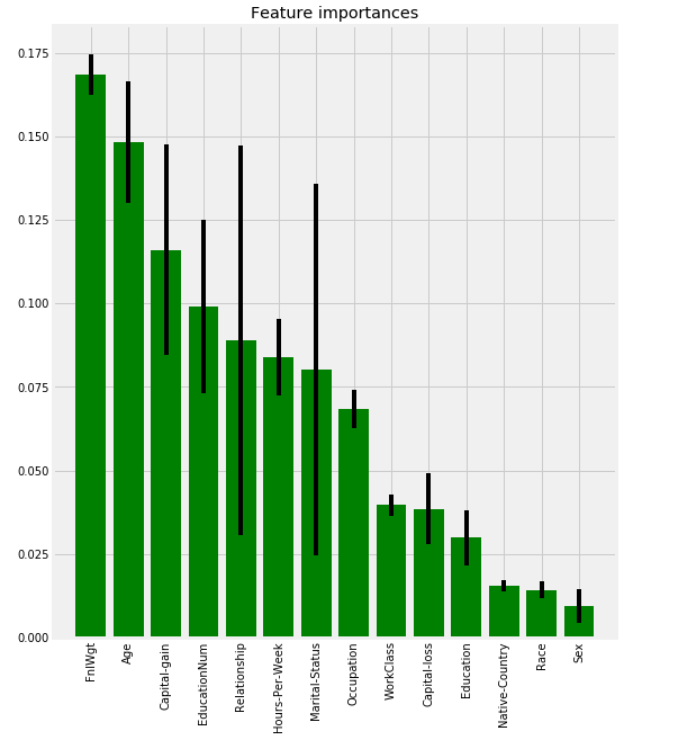 Feature importances
0.175
0.150
0.125
0.100
0.075
0.050
0.025
0.000
FnlWgt
Age
Capital-gain
EducationNum
Relationship
Hours-Per-Week
Marital-Status
Occupation
WorkClass
Capital-loss
Education
Native-Country
Race
Sex